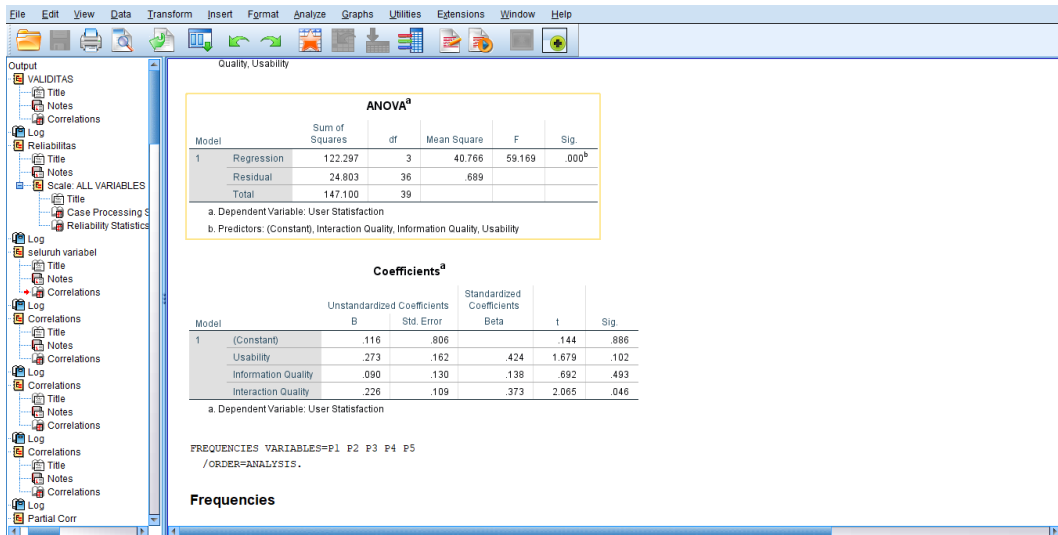 File Edit View Data Transform Insert Format Analyze Graphs Utilities Extensions Window Help
Output
VALIDITAS
Title
Notes
Correlations
Log
Reliabilitas
Title
Notes
Scale: ALL VARIABLES
Title
Case Processing S
Reliability Statistics
Log
seluruh variabel
Title
Notes
Correlations
Log
Correlations
Title
Notes
Correlations
Log
Correlations
Title
Notes
Correlations
Log
Correlations
Title
Notes
Correlations
Log
Partial Corr
Quality, Usability
ANOVAa
Model Sum of Squares df Mean Square F Sig.
1 Regression 122.297 3 40.766 59.169 .000b
Residual 24.803 36 .689
Total 147.100 39
a. Dependent Variable: User Statisfaction
b. Predictors: (Constant), Interaction Quality, Information Quality, Usability
Coefficientsa
Unstandardized Coefficients Standardized Coefficients
Model B Std. Error Beta t Sig.
1 (Constant) .116 .806 .144 .886
Usability .273 .162 .424 1.679 .102
Information Quality .090 .130 .138 .692 .493
Interaction Quality .226 .109 .373 2.065 .046
a. Dependent Variable: User Statisfaction
FREQUENCIES VARIABLES=P1 P2 P3 P4 P5
/ORDER=ANALYSIS.
Frequencies